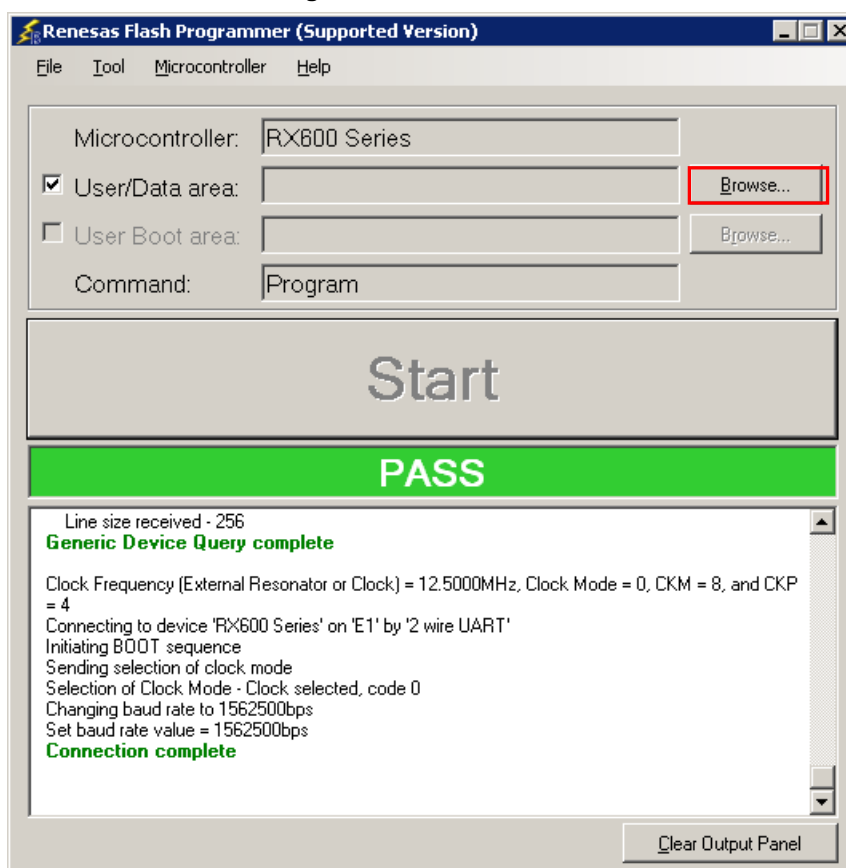 Renesas Flash Programmer (Supported Version)
File Tool Microcontroller Help
Microcontroller: RX600 Series
User/Data area: Browse...
User Boot area: Browse...
Command: Program
Start
PASS
Line size received - 256
Generic Device Query complete
Clock Frequency (External Resonator or Clock) = 12.5000MHz, Clock Mode = 0, CKM = 8, and CKP
= 4
Connecting to device 'RX600 Series' on 'E1' by '2 wire UART'
Initiating BOOT sequence
Sending selection of clock mode
Selection of Clock Mode - Clock selected, code 0
Changing baud rate to 1562500bps
Set baud rate value = 1562500bps
Connection complete
Clear Output Panel